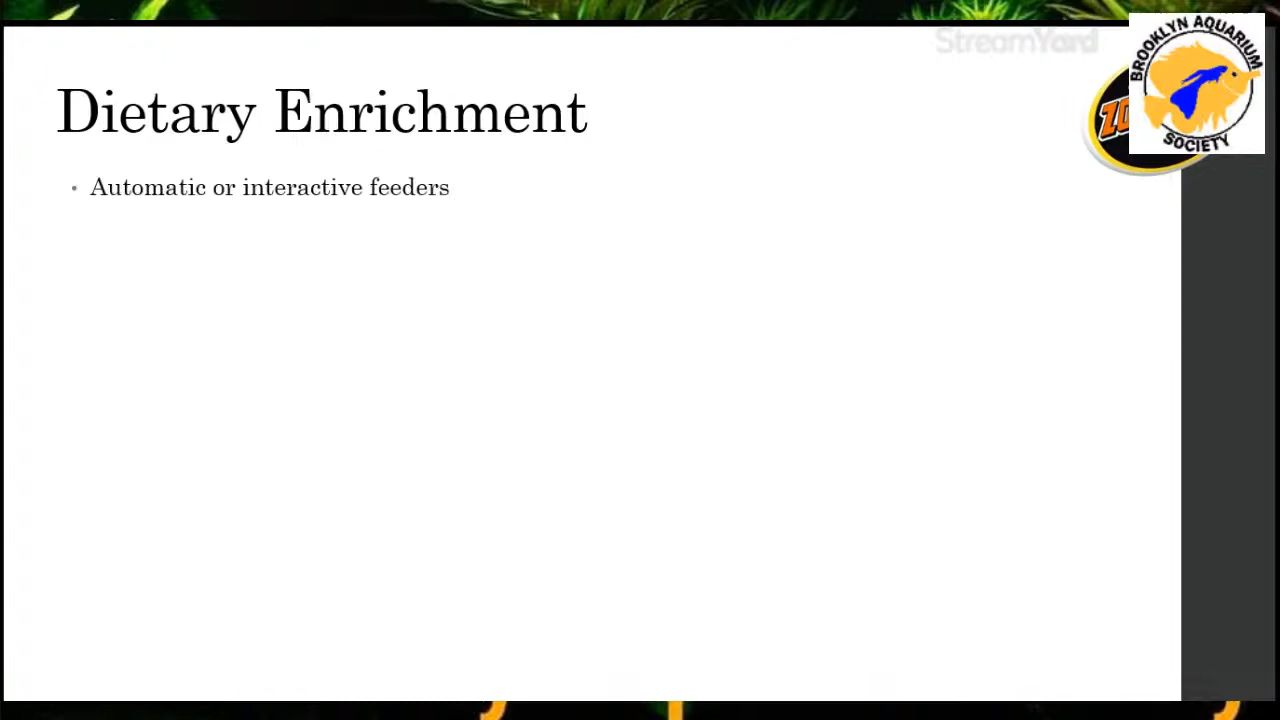 StreamYard
BROOKLYN AQUARIUM
SOCIETY
Dietary Enrichment
• Automatic or interactive feeders